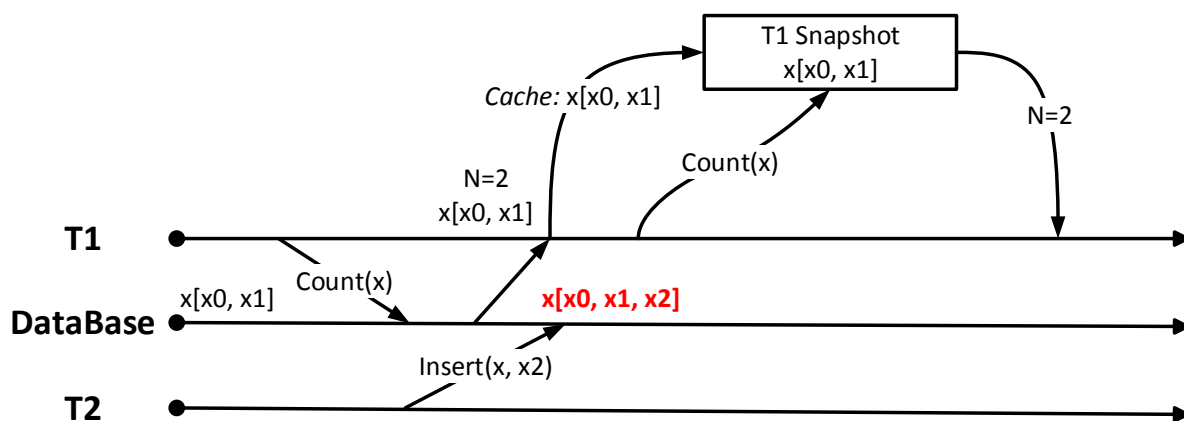 T1 Snapshot
x[x0, x1]
Cache: x[x0, x1]
N=2
Count(x)
N=2
x[x0, x1]
T1
Count(x)
x[x0, x1]
x[x0, x1, x2]
DataBase
Insert(x, x2)
T2